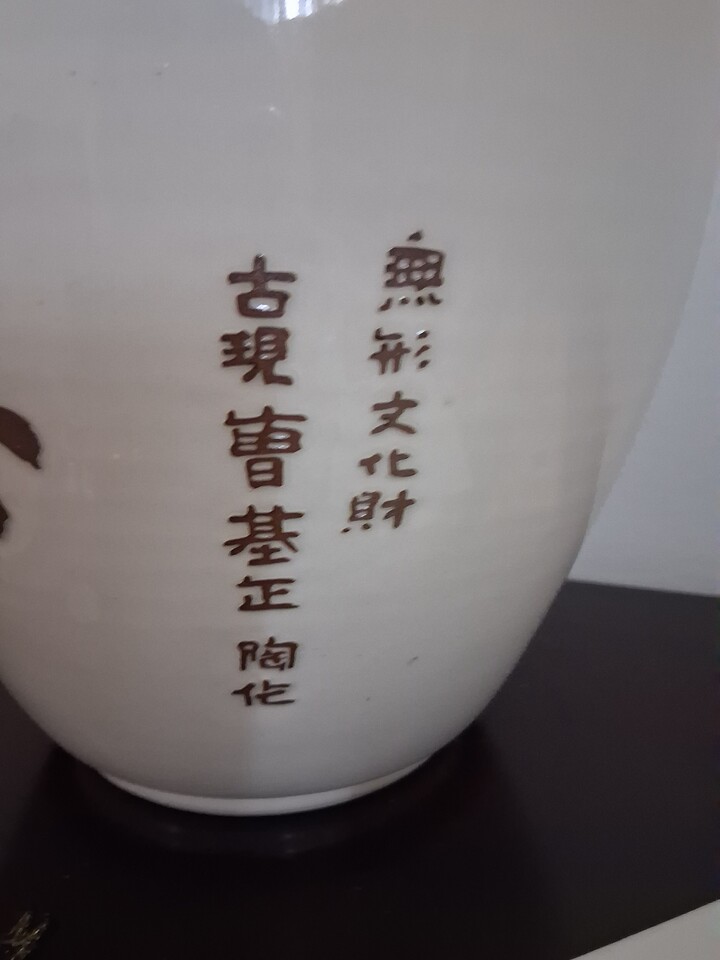 無形文化財
古現 曺基正 陶作